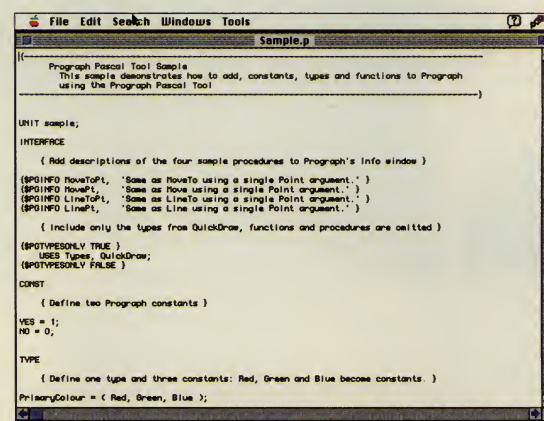 File Edit Search Windows Tools
Sample.p
{
Prograph Pascal Tool Sample
This sample demonstrates how to add, constants, types and functions to Prograph
using the Prograph Pascal Tool
}
UNIT sample;
INTERFACE
{ Add descriptions of the four sample procedures to Prograph's Info window }
{$PGINFO MoveToPt, 'Same as MoveTo using a single Point argument.' }
{$PGINFO MovePt, 'Same as Move using a single Point argument.' }
{$PGINFO LineToPt, 'Same as LineTo using a single Point argument.' }
{$PGINFO LinePt, 'Same as Line using a single Point argument.' }
{ Include only the types from QuickDraw, functions and procedures are omitted }
{$PGTYPESONLY TRUE }
USES Types, QuickDraw;
{$PGTYPESONLY FALSE }
CONST
{ Define two Prograph constants }
YES = 1;
NO = 0;
TYPE
{ Define one type and three constants: Red, Green and Blue become constants. }
PrimaryColour = ( Red, Green, Blue );